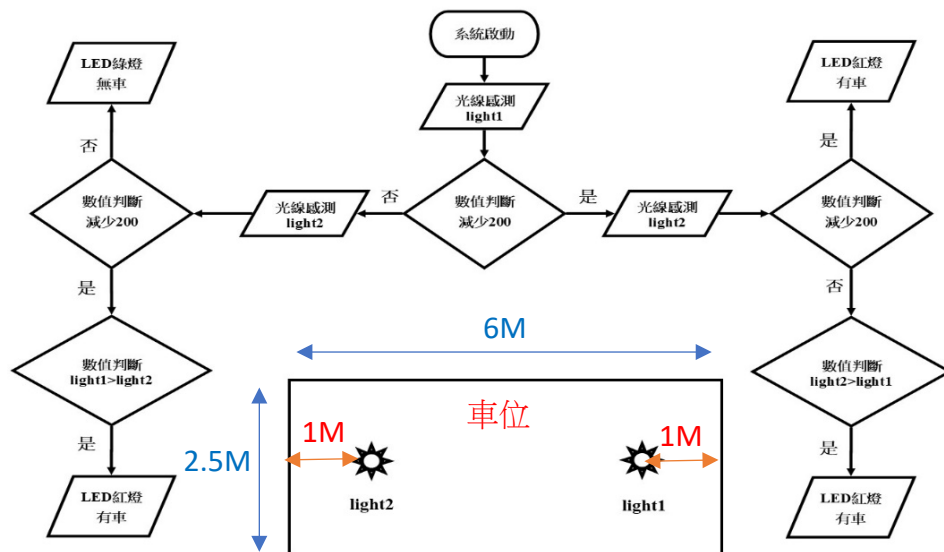 系統啟動
光線感測
light1
數值判斷
減少200
否
是
光線感測
light2
數值判斷
減少200
否
LED綠燈
無車
是
數值判斷
light1>light2
是
LED紅燈
有車
光線感測
light2
數值判斷
減少200
是
LED紅燈
有車
否
數值判斷
light2>light1
是
LED紅燈
有車
6M
車位
2.5M
1M
1M
light2
light1